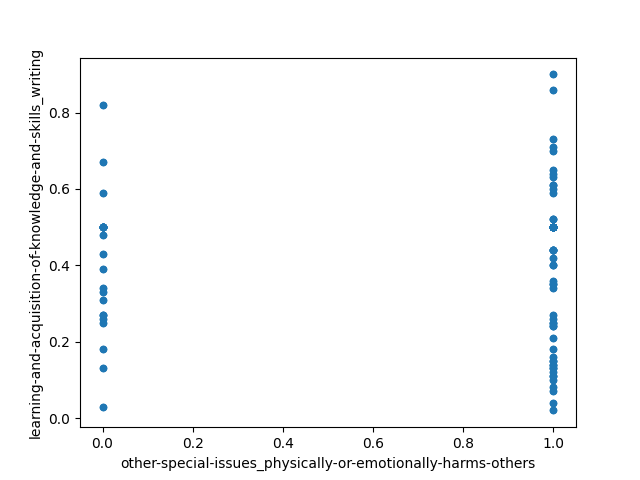 learning-and-acquisition-of-knowledge-and-skills_writing
0.8
0.6
0.4
0.2
0.0
0.0 0.2 0.4 0.6 0.8 1.0
other-special-issues_physically-or-emotionally-harms-others